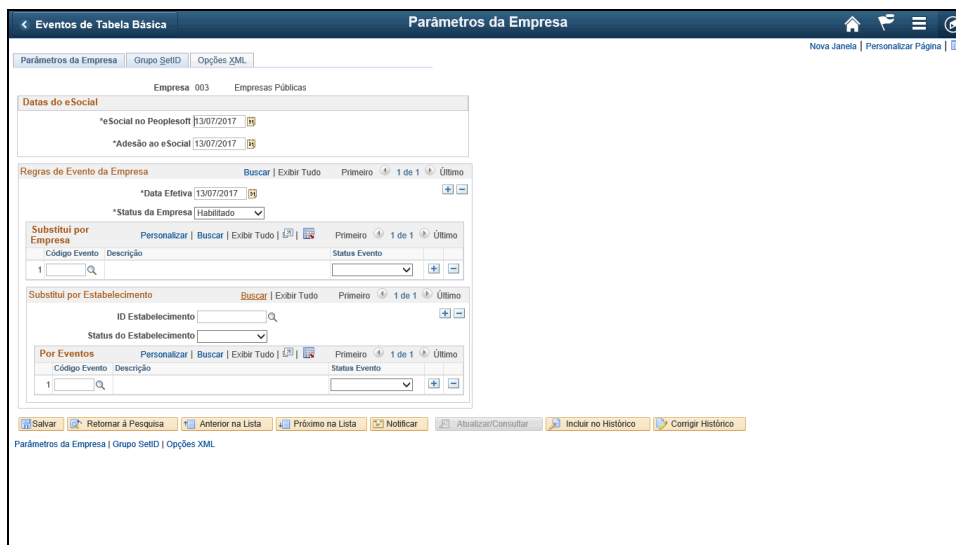 Eventos de Tabela Básica Parâmetros da Empresa
Nova Janela | Personalizar Página |
Parâmetros da Empresa Grupo SetID Opções XML
Empresa 003 Empresas Públicas
Datas do eSocial
*eSocial no Peoplesoft 13/07/2017
*Adesão ao eSocial 13/07/2017
Regras de Evento da Empresa Buscar | Exibir Tudo Primeiro 1 de 1 Último
*Data Efetiva 13/07/2017
*Status da Empresa Habilitado
Substitui por Empresa Personalizar | Buscar | Exibir Tudo | | Primeiro 1 de 1 Último
Código Evento Descrição Status Evento
1
Substitui por Estabelecimento Buscar | Exibir Tudo Primeiro 1 de 1 Último
ID Estabelecimento
Status do Estabelecimento
Por Eventos Personalizar | Buscar | Exibir Tudo | | Primeiro 1 de 1 Último
Código Evento Descrição Status Evento
1
Salvar Retornar à Pesquisa Anterior na Lista Próximo na Lista Notificar Atualizar/Consultar Incluir no Histórico Corrigir Histórico
Parâmetros da Empresa | Grupo SetID | Opções XML